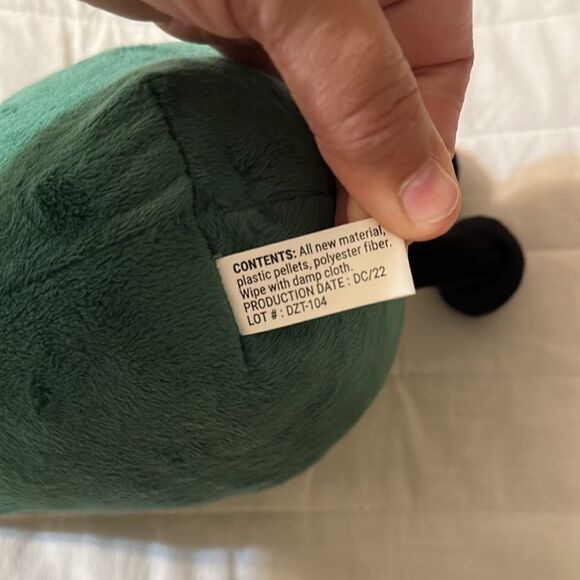 CONTENTS: All new material,
plastic pellets, polyester fiber.
Wipe with damp cloth.
PRODUCTION DATE : DC/22
LOT # : DZT-104